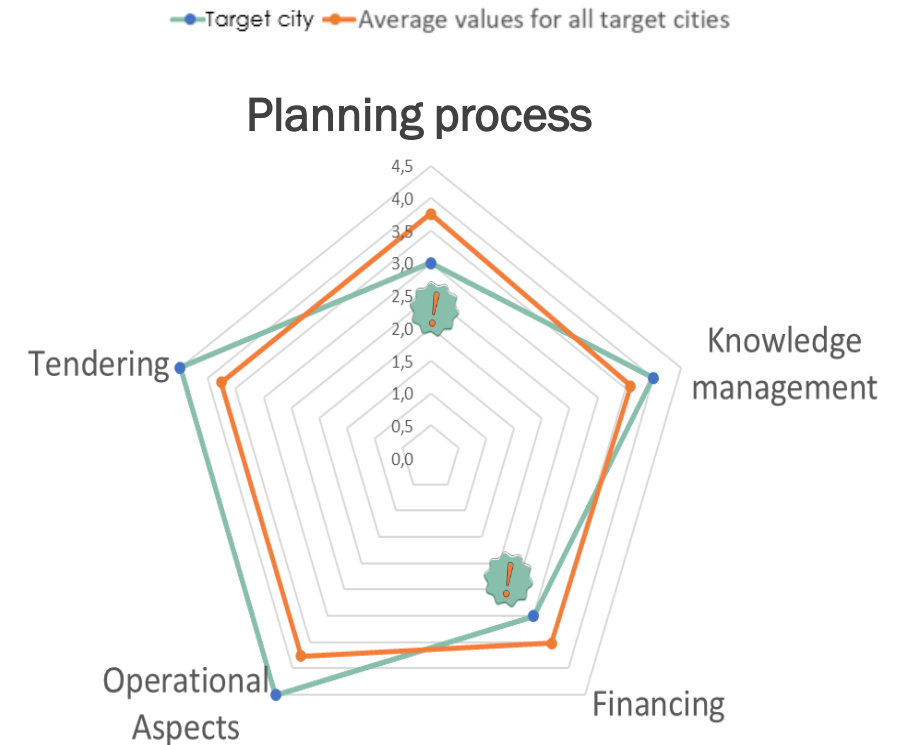 Target city Average values for all target cities
Planning process
4,5
4,0
3,5
3,0
2,5
2,0
1,5
1,0
0,5
0,0
!
!
Knowledge
management
Tendering
Operational
Aspects
Financing